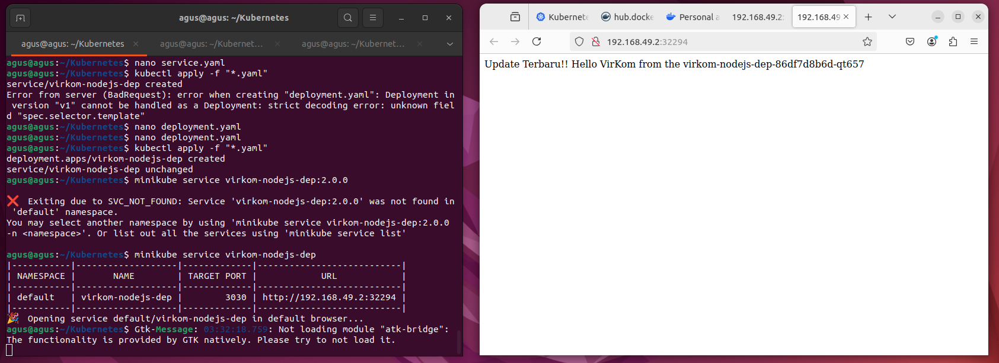 agus@agus: ~/Kubernetes
agus@agus: ~/Kubernetes
agus@agus: ~/Kubernet...
agus@agus: ~/Kubernet...
agus@agus:~/Kubernetes$ nano service.yaml
agus@agus:~/Kubernetes$ kubectl apply -f "*.yaml"
service/virkom-nodejs-dep created
Error from server (BadRequest): error when creating "deployment.yaml": Deployment in
 version "v1" cannot be handled as a Deployment: strict decoding error: unknown fiel
d "spec.selector.template"
agus@agus:~/Kubernetes$ nano deployment.yaml
agus@agus:~/Kubernetes$ nano deployment.yaml
agus@agus:~/Kubernetes$ kubectl apply -f "*.yaml"
deployment.apps/virkom-nodejs-dep created
service/virkom-nodejs-dep unchanged
agus@agus:~/Kubernetes$ minikube service virkom-nodejs-dep:2.0.0
❌  Exiting due to SVC_NOT_FOUND: Service 'virkom-nodejs-dep:2.0.0' was not found in
 'default' namespace.
You may select another namespace by using 'minikube service virkom-nodejs-dep:2.0.0
-n <namespace>'. Or list out all the services using 'minikube service list'
agus@agus:~/Kubernetes$ minikube service virkom-nodejs-dep
|-----------|-------------------|-------------|---------------------------|
| NAMESPACE |       NAME        | TARGET PORT |            URL            |
|-----------|-------------------|-------------|---------------------------|
| default   | virkom-nodejs-dep |        3030 | http://192.168.49.2:32294 |
|-----------|-------------------|-------------|---------------------------|
🎉  Opening service default/virkom-nodejs-dep in default browser...
agus@agus:~/Kubernetes$ Gtk-Message: 03:32:18.759: Not loading module "atk-bridge":
The functionality is provided by GTK natively. Please try to not load it.
Kubernete
hub.docke
Personal a
192.168.49.2:
192.168.49
192.168.49.2:32294
Update Terbaru!! Hello VirKom from the virkom-nodejs-dep-86df7d8b6d-qt657